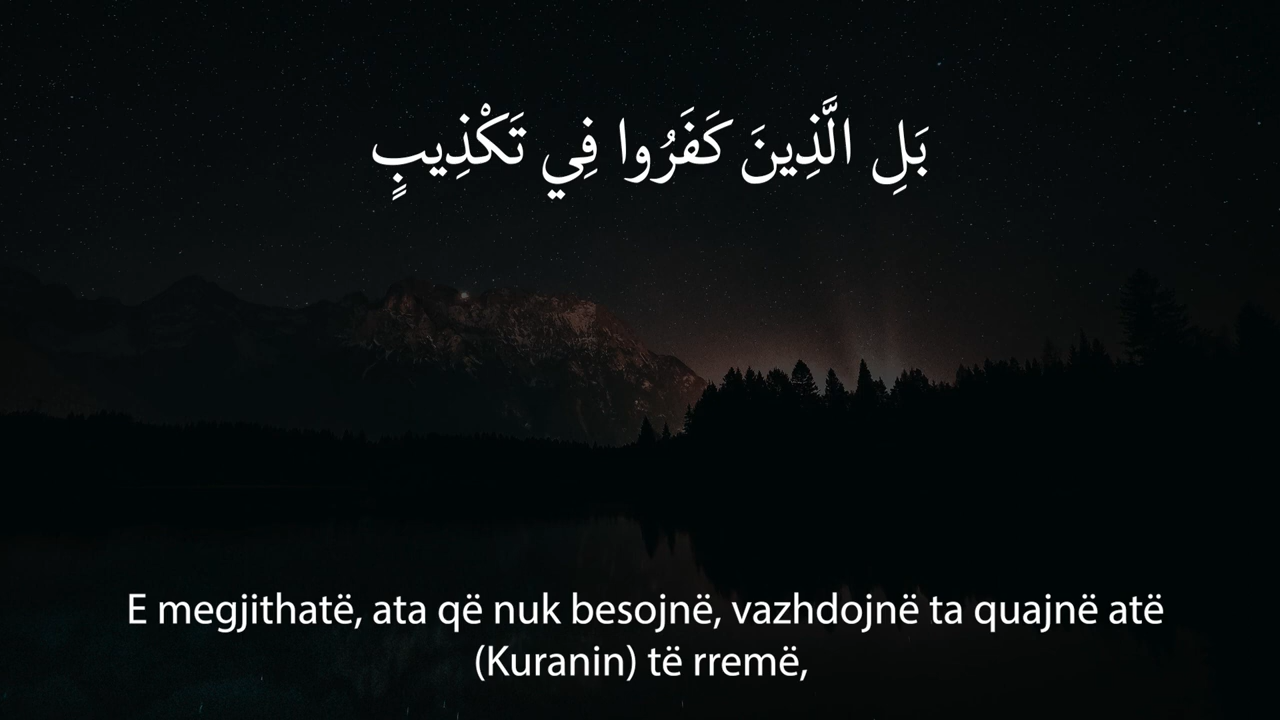 بَلِ الَّذِينَ كَفَرُوا فِي تَكْذِيبٍ
E megjithatë, ata që nuk besojnë, vazhdojnë ta quajnë atë
(Kuranin) të rremë,